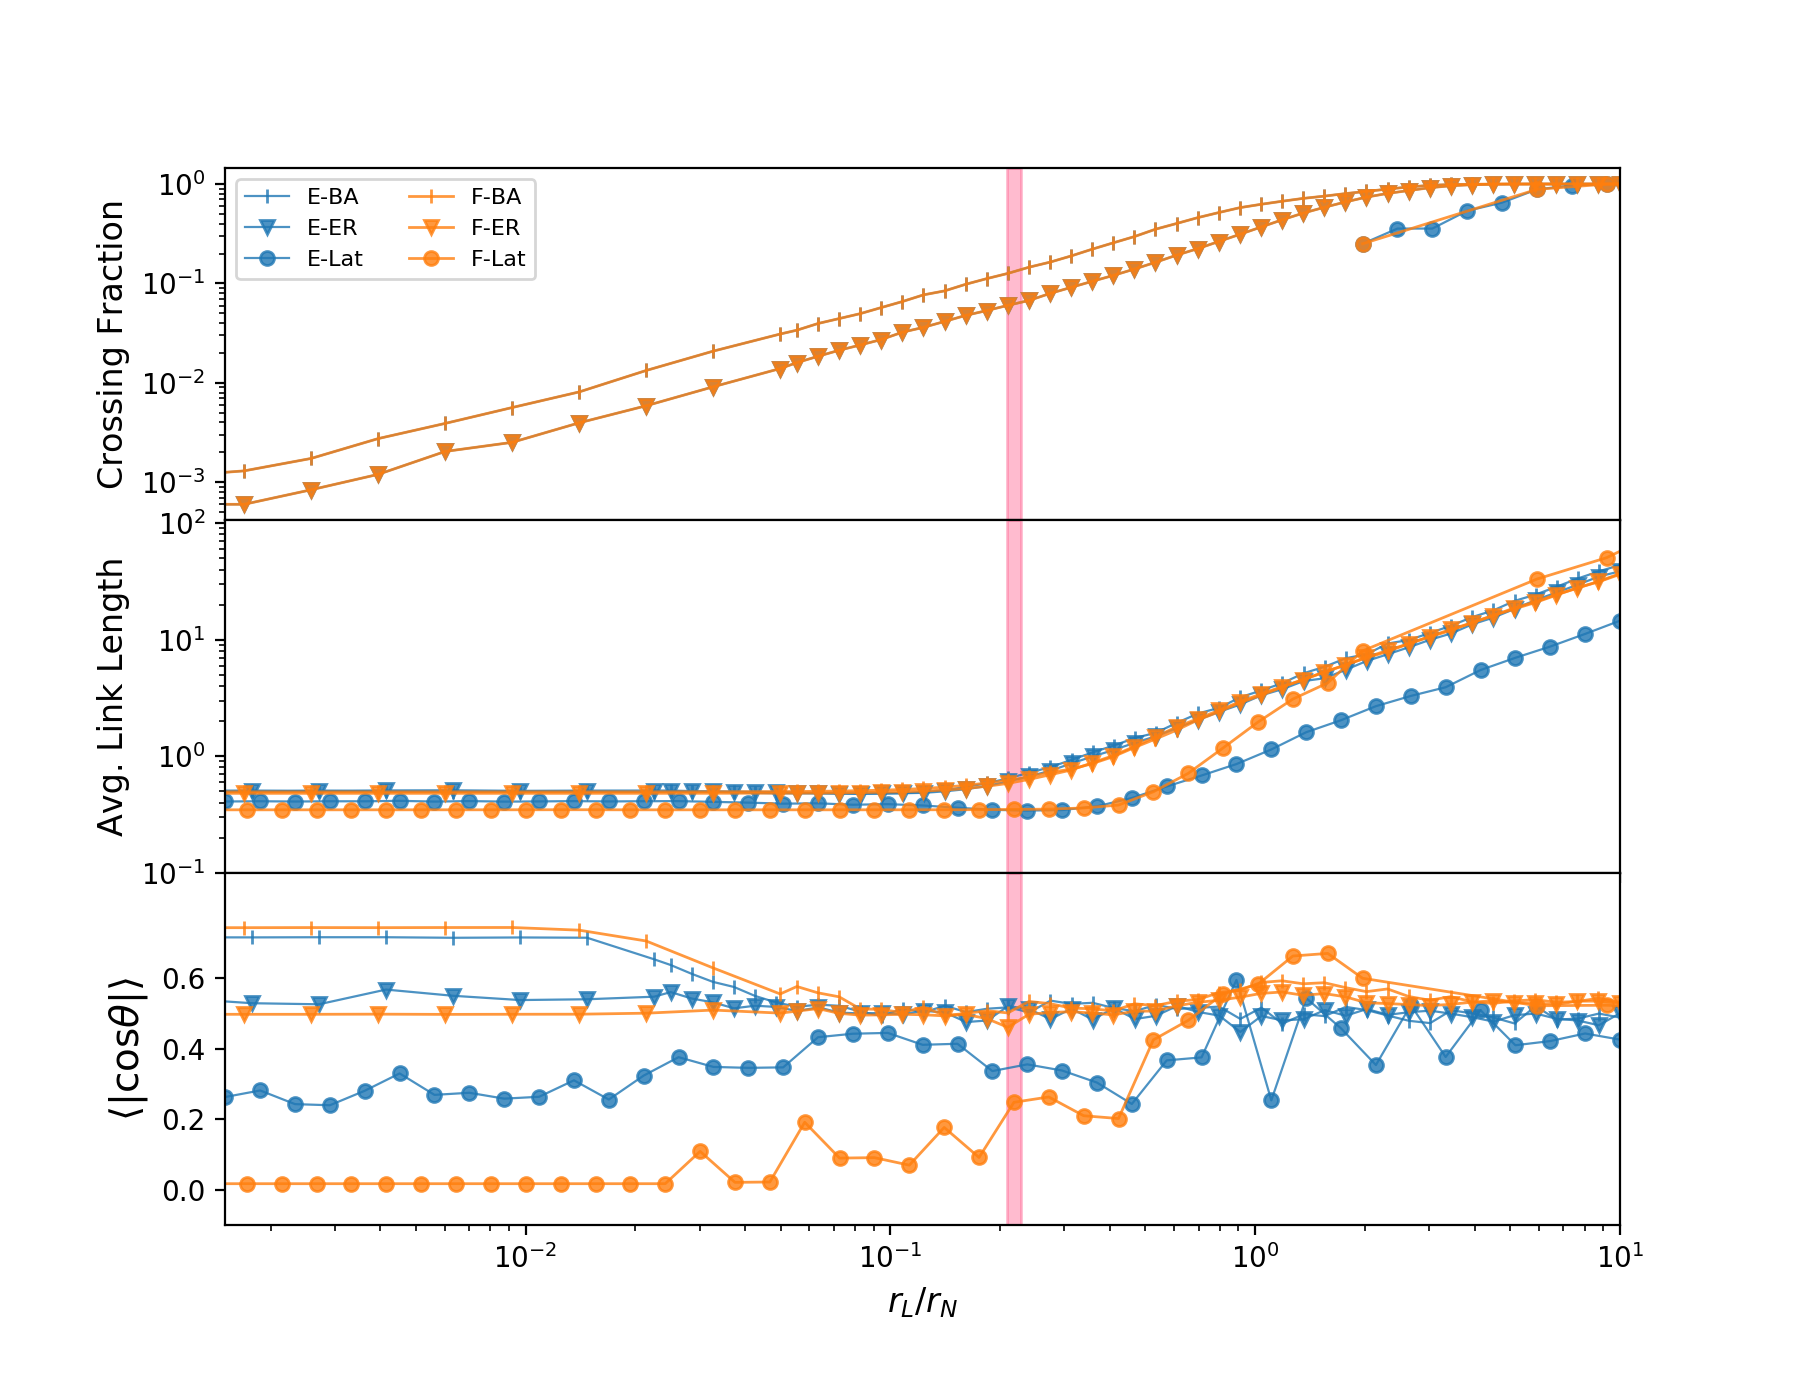 Crossing Fraction
10⁰
10⁻¹
10⁻²
10⁻³
E-BA
E-ER
E-Lat
F-BA
F-ER
F-Lat
Avg. Link Length
10²
10¹
10⁰
10⁻¹
⟨|cosθ|⟩
0.6
0.4
0.2
0.0
10⁻² 10⁻¹ 10⁰ 10¹
r_L/r_N